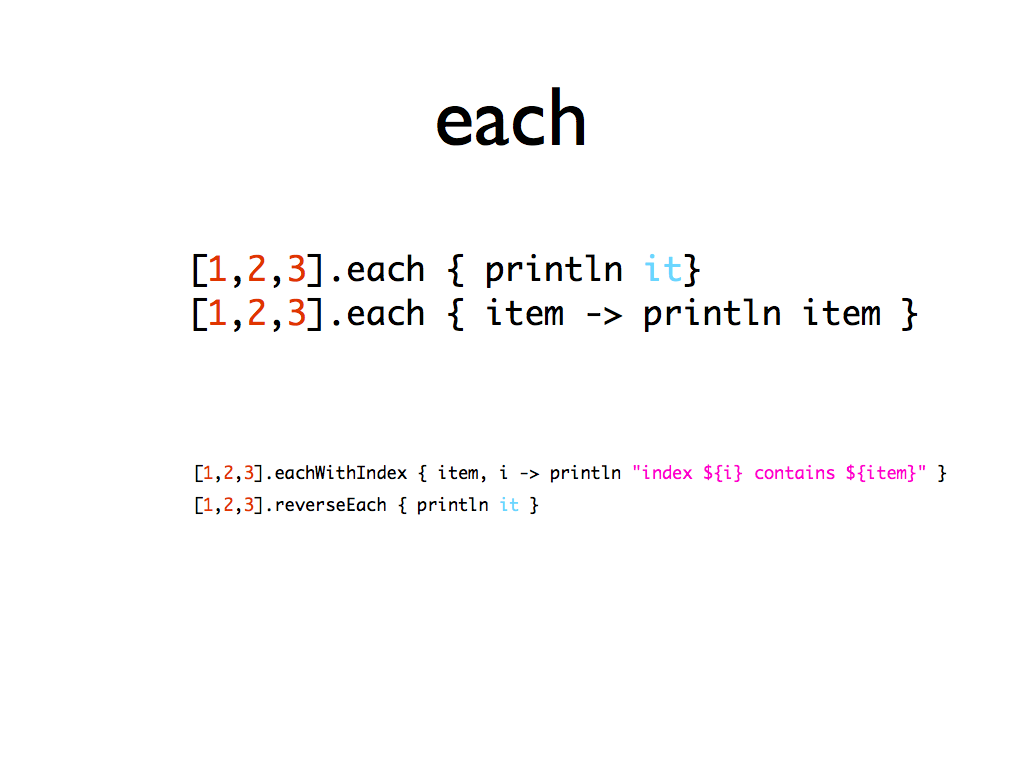 each
[1,2,3].each { println it}
[1,2,3].each { item -> println item }
[1,2,3].eachWithIndex { item, i -> println "index ${i} contains ${item}" }
[1,2,3].reverseEach { println it }